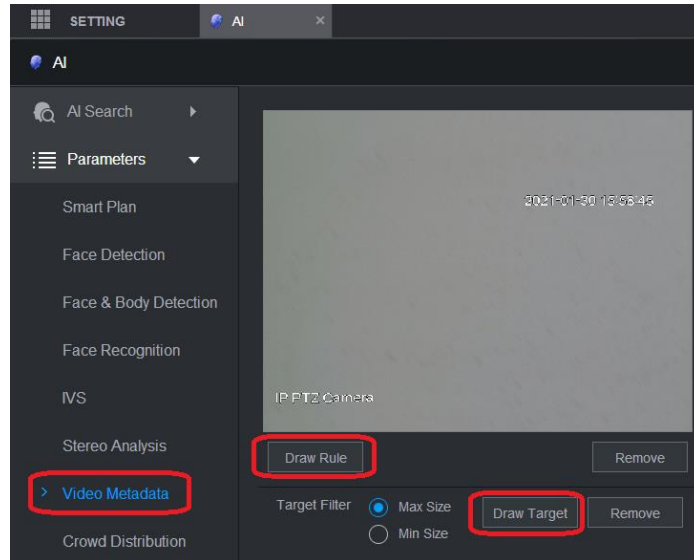 SETTING
AI ×
AI
AI Search
Parameters
Smart Plan
Face Detection
Face & Body Detection
Face Recognition
IVS
Stereo Analysis
Video Metadata
Crowd Distribution
2021-01-30 15:58:45
IP PTZ Camera
Draw Rule
Remove
Target Filter Max Size Draw Target Remove
Min Size